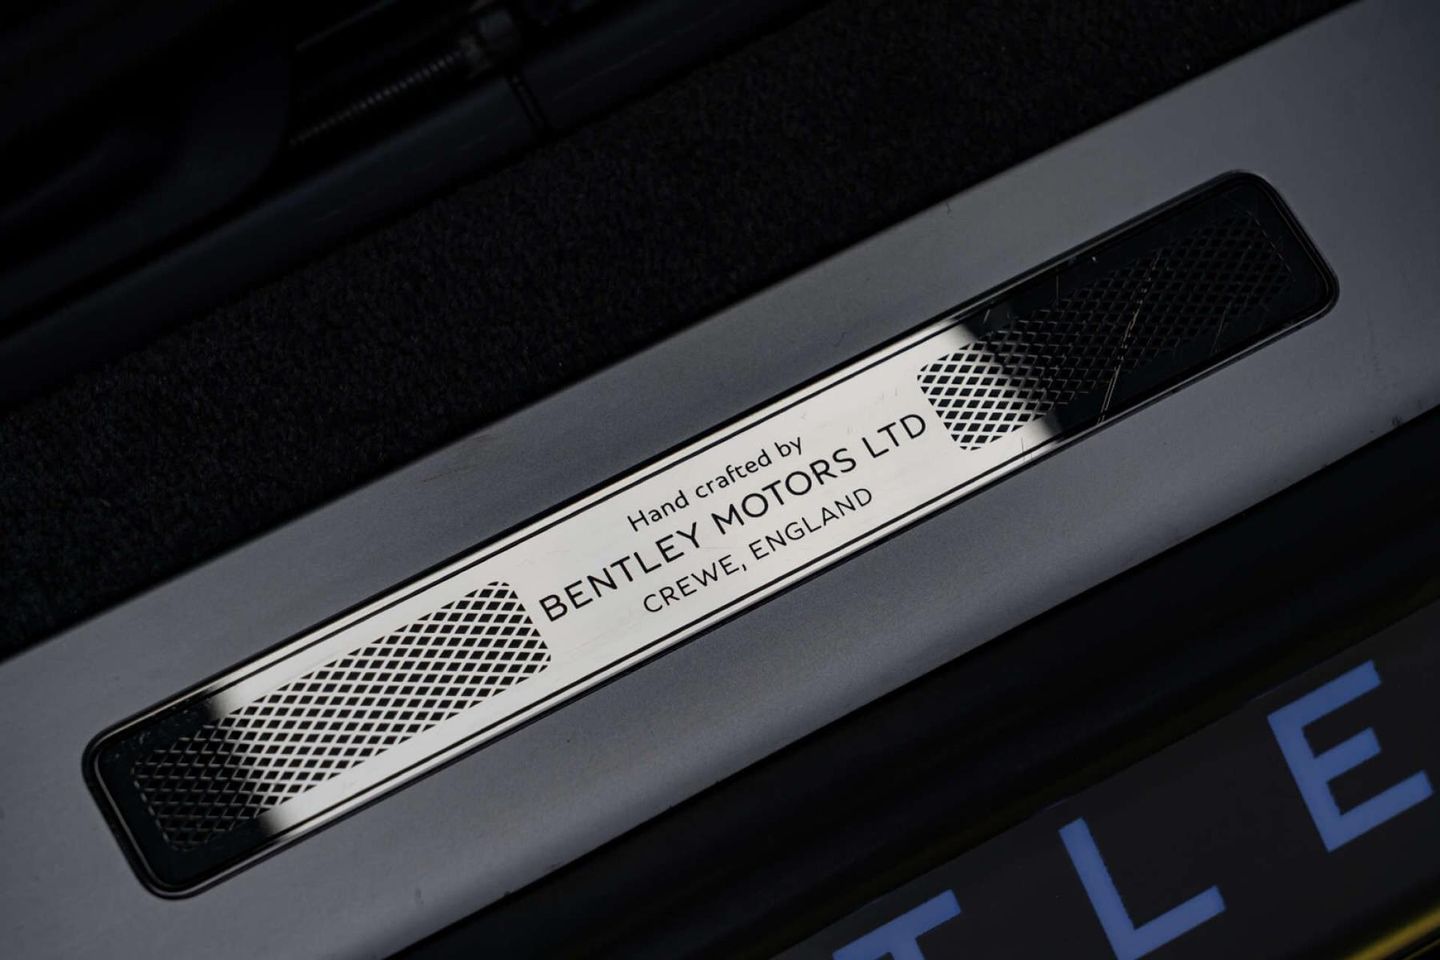 Hand crafted by
BENTLEY MOTORS LTD
CREWE, ENGLAND
TLE